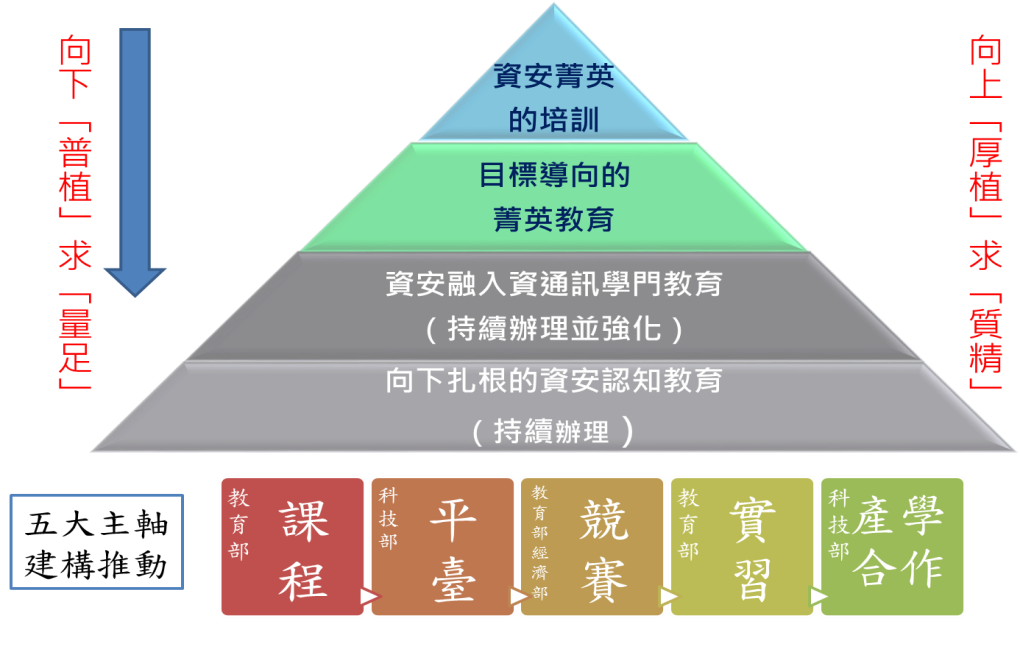 向下「普植」求「量足」
資安菁英
的培訓
目標導向的
菁英教育
資安融入資通訊學門教育
（持續辦理並強化）
向下扎根的資安認知教育
（持續辦理）
向上「厚植」求「質精」
五大主軸
建構推動
教育部
課程
科技部
平臺
教育部經濟部
競賽
教育部
實習
科技部
產學
合作